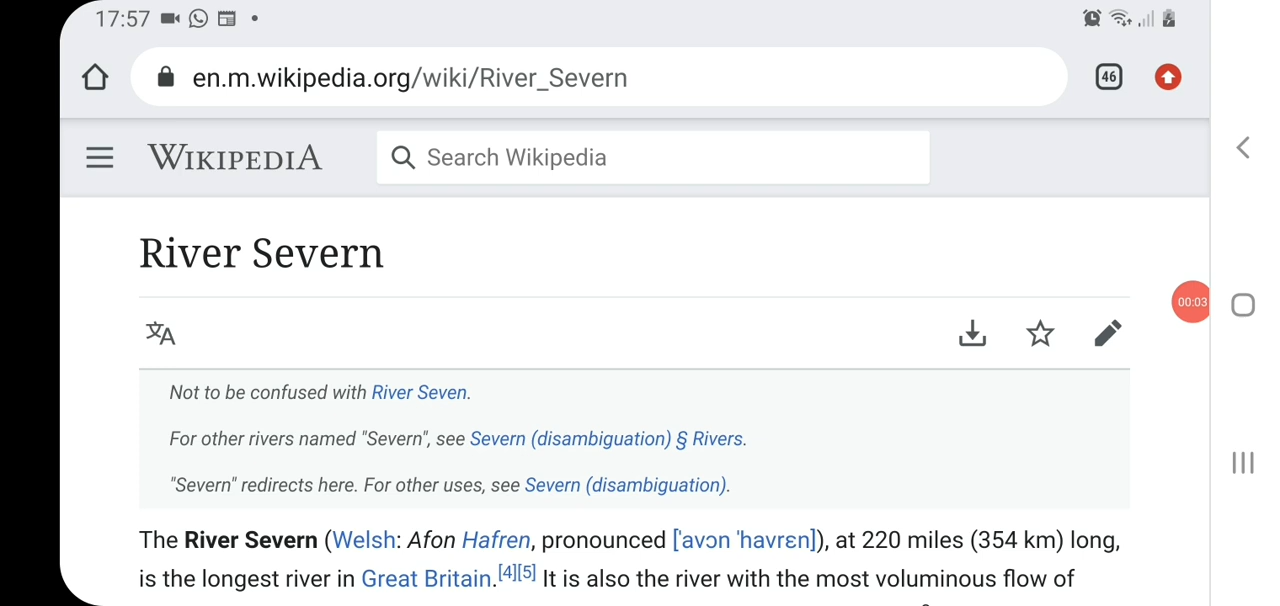 17:57
en.m.wikipedia.org/wiki/River_Severn
46
WIKIPEDIA
Search Wikipedia
River Severn
00:03
文A
Not to be confused with River Seven.
For other rivers named "Severn", see Severn (disambiguation) § Rivers.
"Severn" redirects here. For other uses, see Severn (disambiguation).
The River Severn (Welsh: Afon Hafren, pronounced [ˈavɔn ˈhavrɛn]), at 220 miles (354 km) long,
is the longest river in Great Britain.[4][5] It is also the river with the most voluminous flow of